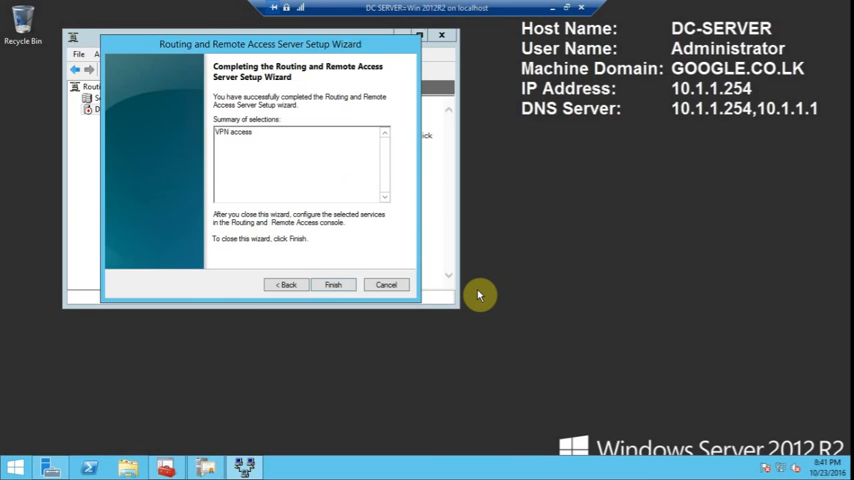 DC SERVER=Win 2012R2 on localhost
Recycle Bin
Host Name: DC-SERVER
User Name: Administrator
Machine Domain: GOOGLE.CO.LK
IP Address: 10.1.1.254
DNS Server: 10.1.1.254,10.1.1.1
Routing and Remote Access Server Setup Wizard
File
A
Routi
Se
D
ick
Completing the Routing and Remote Access
Server Setup Wizard
You have successfully completed the Routing and Remote
Access Server Setup wizard.
Summary of selections:
VPN access
After you close this wizard, configure the selected services
in the Routing and Remote Access console.
To close this wizard, click Finish.
< Back
Finish
Cancel
Windows Server 2012 R2
8:41 PM
10/23/2016